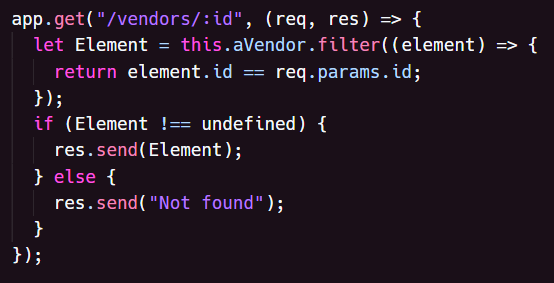 app.get("/vendors/:id", (req, res) => {
  let Element = this.aVendor.filter((element) => {
    return element.id == req.params.id;
  });
  if (Element !== undefined) {
    res.send(Element);
  } else {
    res.send("Not found");
  }
});